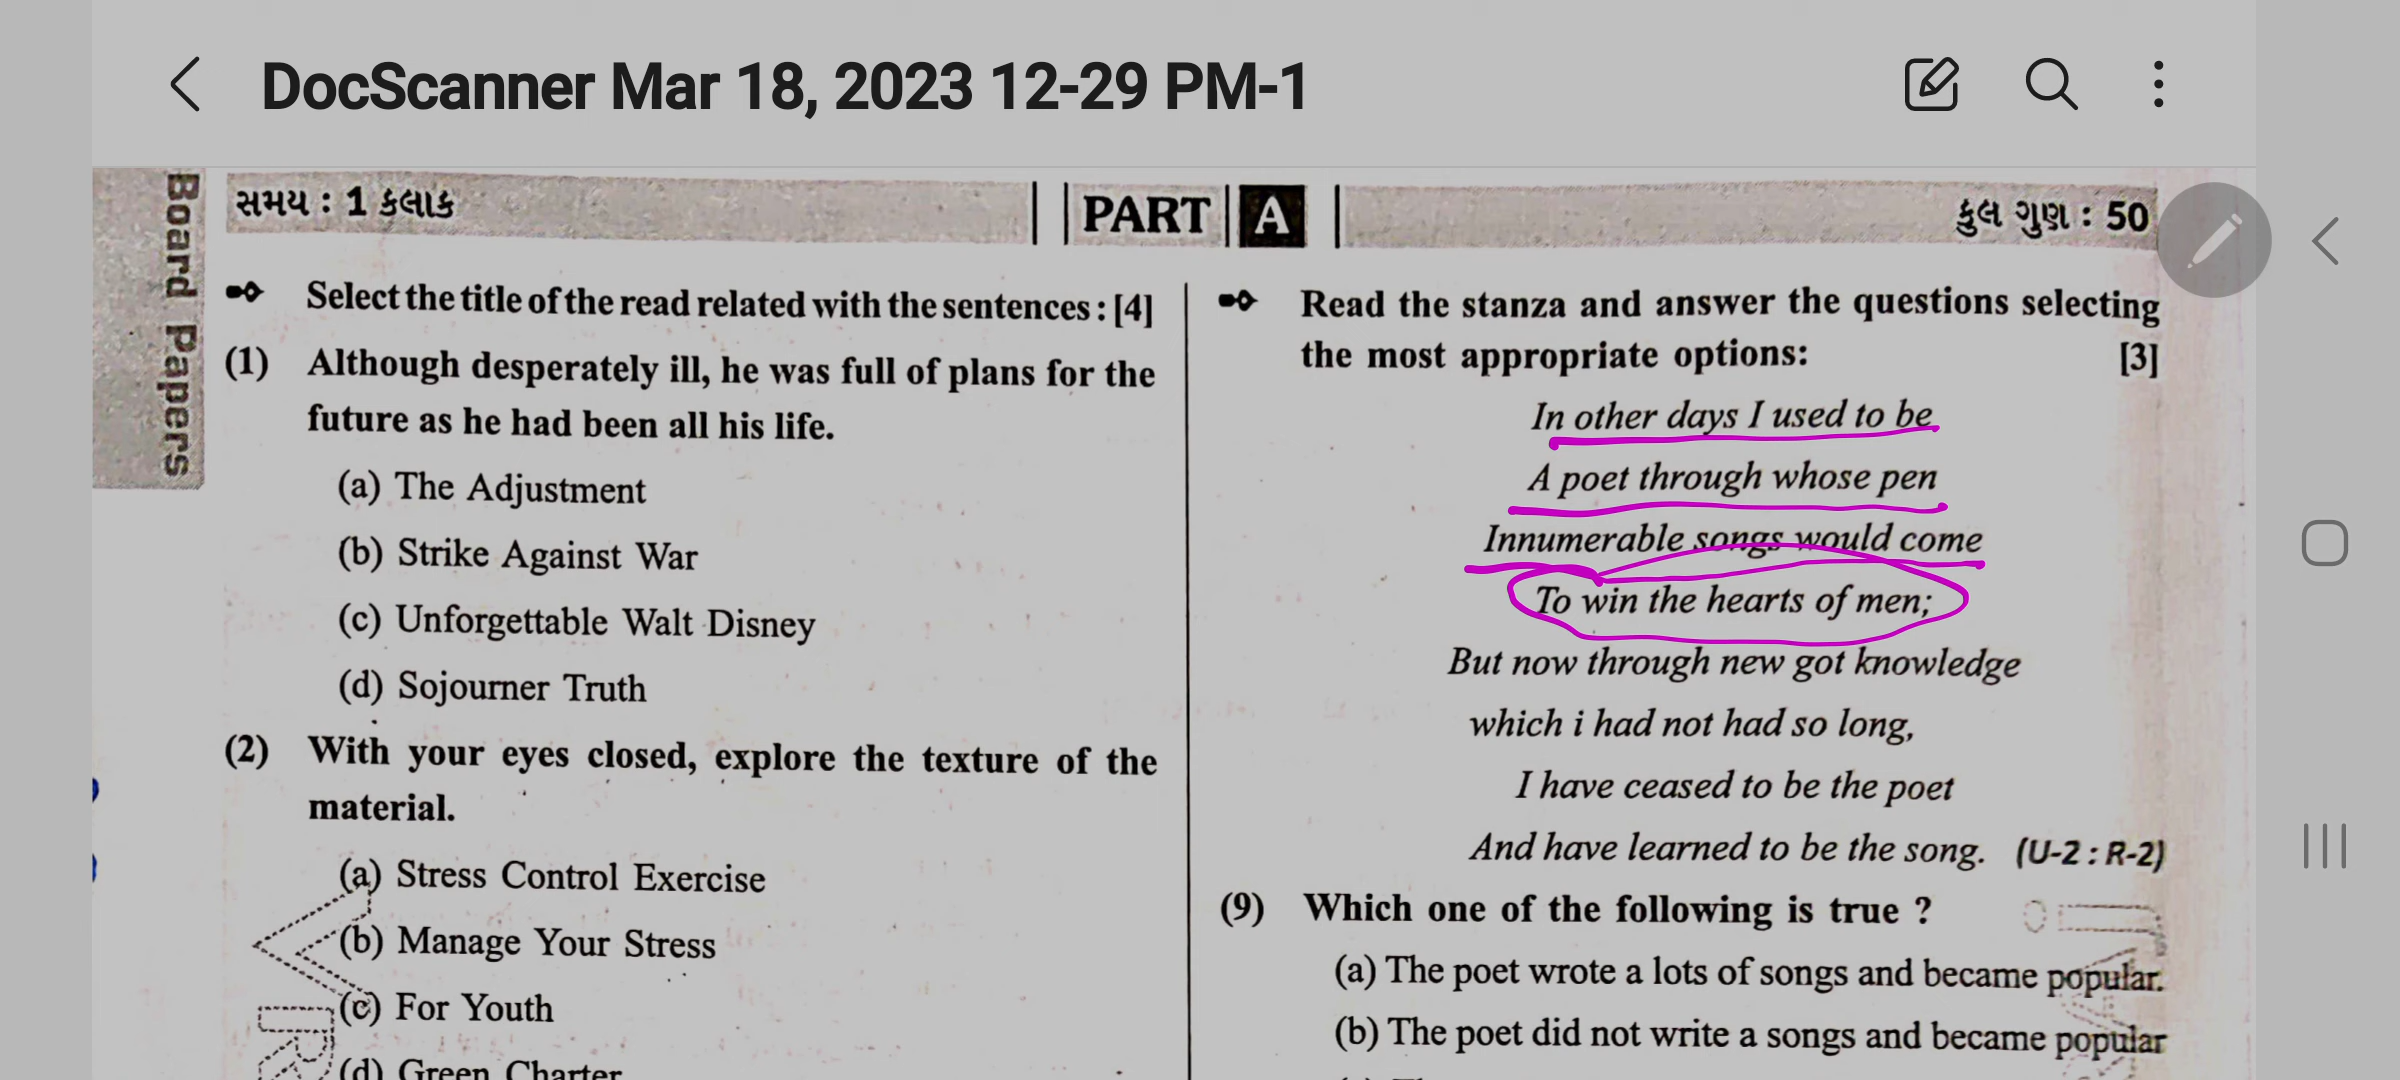 DocScanner Mar 18, 2023 12-29 PM-1
Board Papers
સમય : 1 કલાક
PART A
કુલ ગુણ : 50
Select the title of the read related with the sentences : [4]
(1) Although desperately ill, he was full of plans for the
future as he had been all his life.
(a) The Adjustment
(b) Strike Against War
(c) Unforgettable Walt Disney
(d) Sojourner Truth
(2) With your eyes closed, explore the texture of the
material.
(a) Stress Control Exercise
(b) Manage Your Stress
(c) For Youth
(d) Green Charter
Read the stanza and answer the questions selecting
the most appropriate options: [3]
In other days I used to be
A poet through whose pen
Innumerable songs would come
To win the hearts of men;
But now through new got knowledge
which i had not had so long,
I have ceased to be the poet
And have learned to be the song. (U-2 : R-2)
(9) Which one of the following is true ?
(a) The poet wrote a lots of songs and became popular.
(b) The poet did not write a songs and became popular